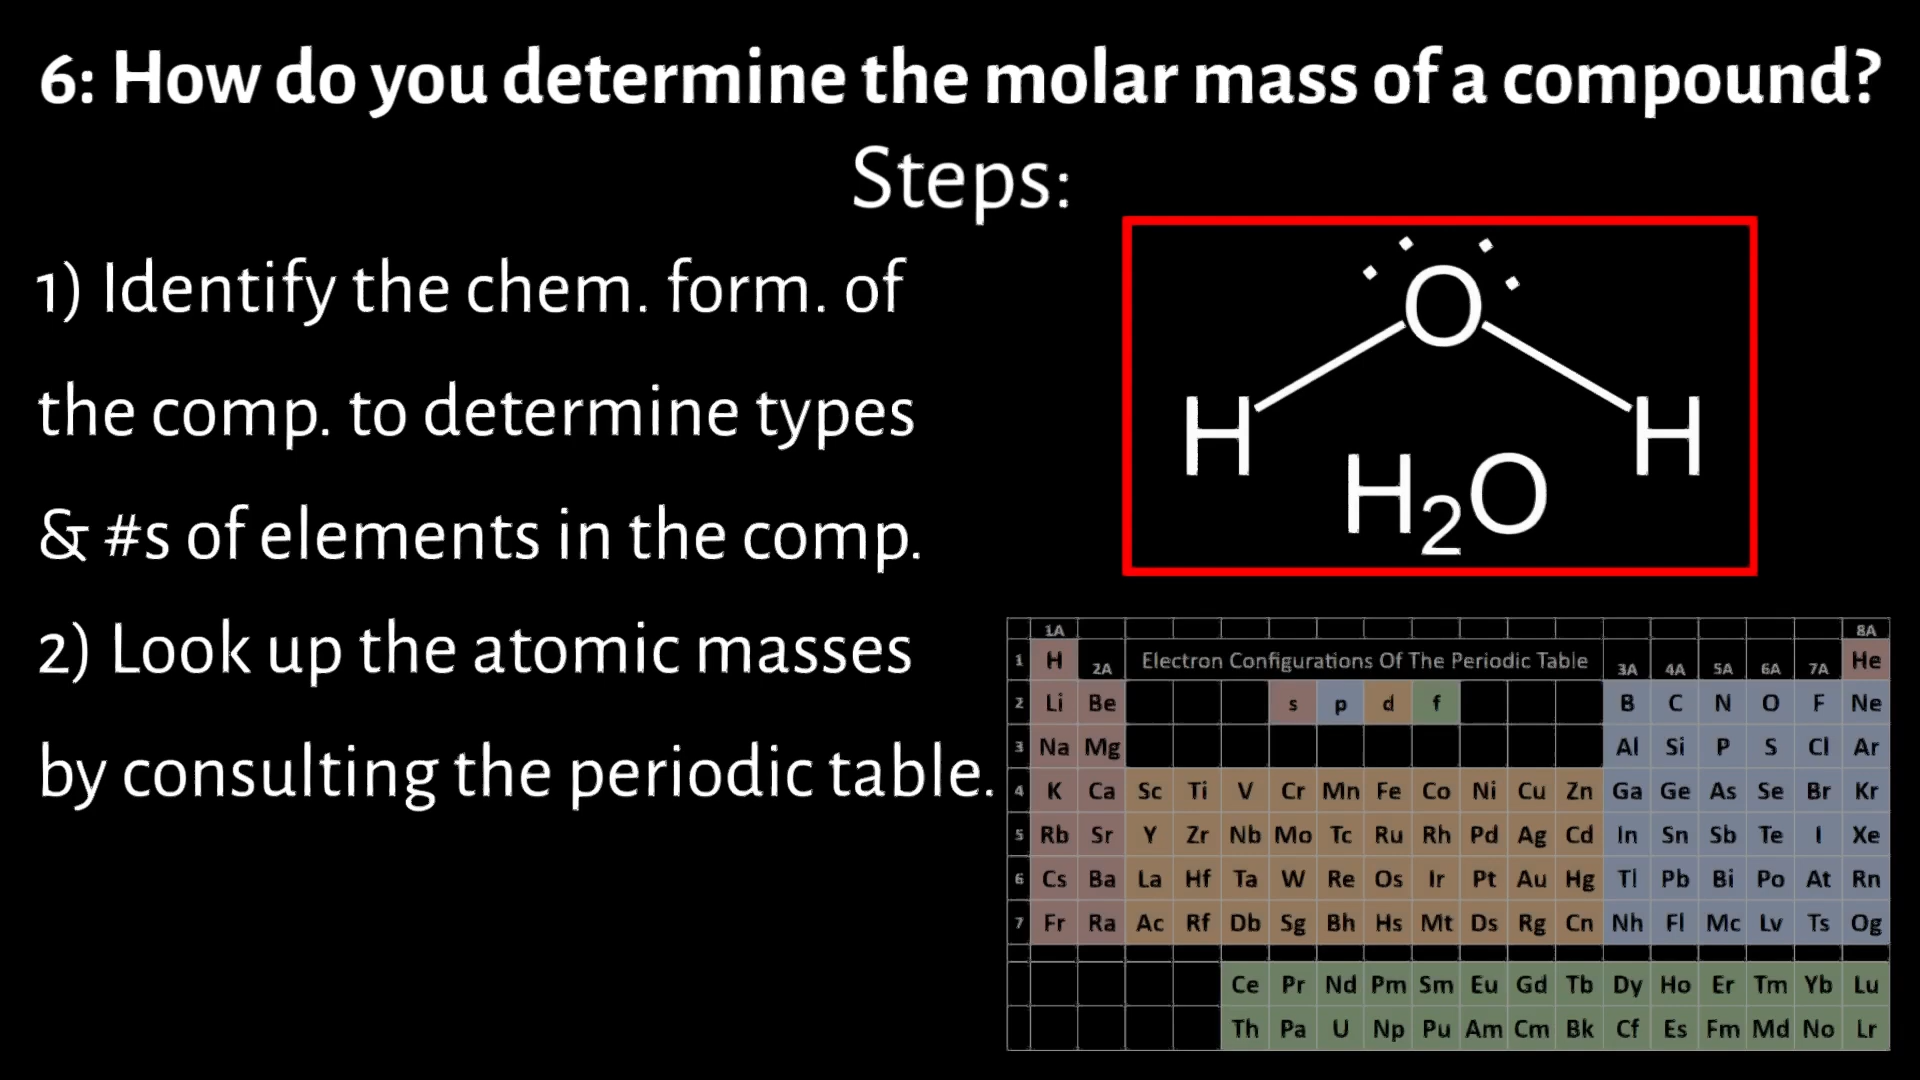 6: How do you determine the molar mass of a compound?
Steps:
1) Identify the chem. form. of
the comp. to determine types
& #s of elements in the comp.
2) Look up the atomic masses
by consulting the periodic table.
O
H H
H₂O
1A 8A
1 H 2A Electron Configurations Of The Periodic Table 3A 4A 5A 6A 7A He
2 Li Be s p d f B C N O F Ne
3 Na Mg Al Si P S Cl Ar
4 K Ca Sc Ti V Cr Mn Fe Co Ni Cu Zn Ga Ge As Se Br Kr
5 Rb Sr Y Zr Nb Mo Tc Ru Rh Pd Ag Cd In Sn Sb Te I Xe
6 Cs Ba La Hf Ta W Re Os Ir Pt Au Hg Tl Pb Bi Po At Rn
7 Fr Ra Ac Rf Db Sg Bh Hs Mt Ds Rg Cn Nh Fl Mc Lv Ts Og
Ce Pr Nd Pm Sm Eu Gd Tb Dy Ho Er Tm Yb Lu
Th Pa U Np Pu Am Cm Bk Cf Es Fm Md No Lr